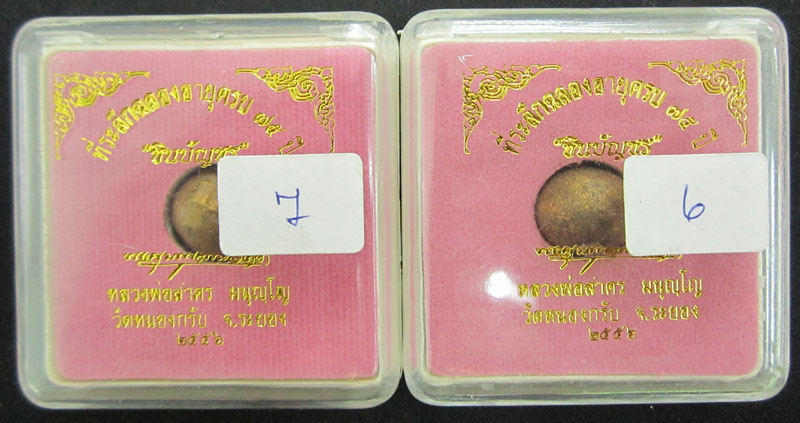 ที่ระลึกฉลองอายุครบ ๗๕ ปี
"ชินบัญชร"
7
หลวงพ่อสาคร มนุญฺโญ
วัดหนองกรับ จ.ระยอง
๒๕๕๖
ที่ระลึกฉลองอายุครบ ๗๕ ปี
"ชินบัญชร"
6
หลวงพ่อสาคร มนุญฺโญ
วัดหนองกรับ จ.ระยอง
๒๕๕๖